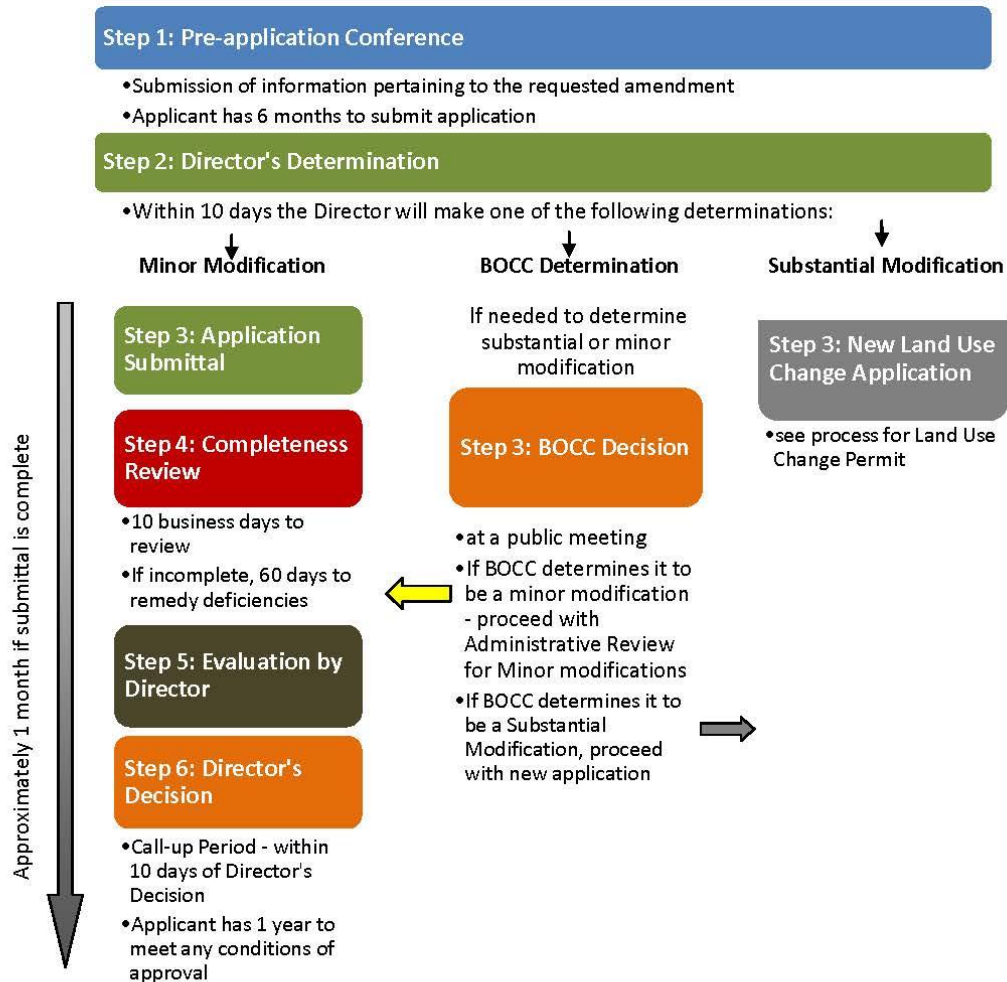 Step 1: Pre-application Conference
•Submission of information pertaining to the requested amendment
•Applicant has 6 months to submit application
Step 2: Director's Determination
•Within 10 days the Director will make one of the following determinations:
Minor Modification
Step 3: Application
Submittal
Step 4: Completeness
Review
•10 business days to
review
•If incomplete, 60 days to
remedy deficiencies
Step 5: Evaluation by
Director
Step 6: Director's
Decision
•Call-up Period - within
10 days of Director's
Decision
•Applicant has 1 year to
meet any conditions of
approval
BOCC Determination
If needed to determine
substantial or minor
modification
Step 3: BOCC Decision
•at a public meeting
•If BOCC determines it to
be a minor modification
- proceed with
Administrative Review
for Minor modifications
•If BOCC determines it to
be a Substantial
Modification, proceed
with new application
Substantial Modification
Step 3: New Land Use
Change Application
•see process for Land Use
Change Permit
Approximately 1 month if submittal is complete